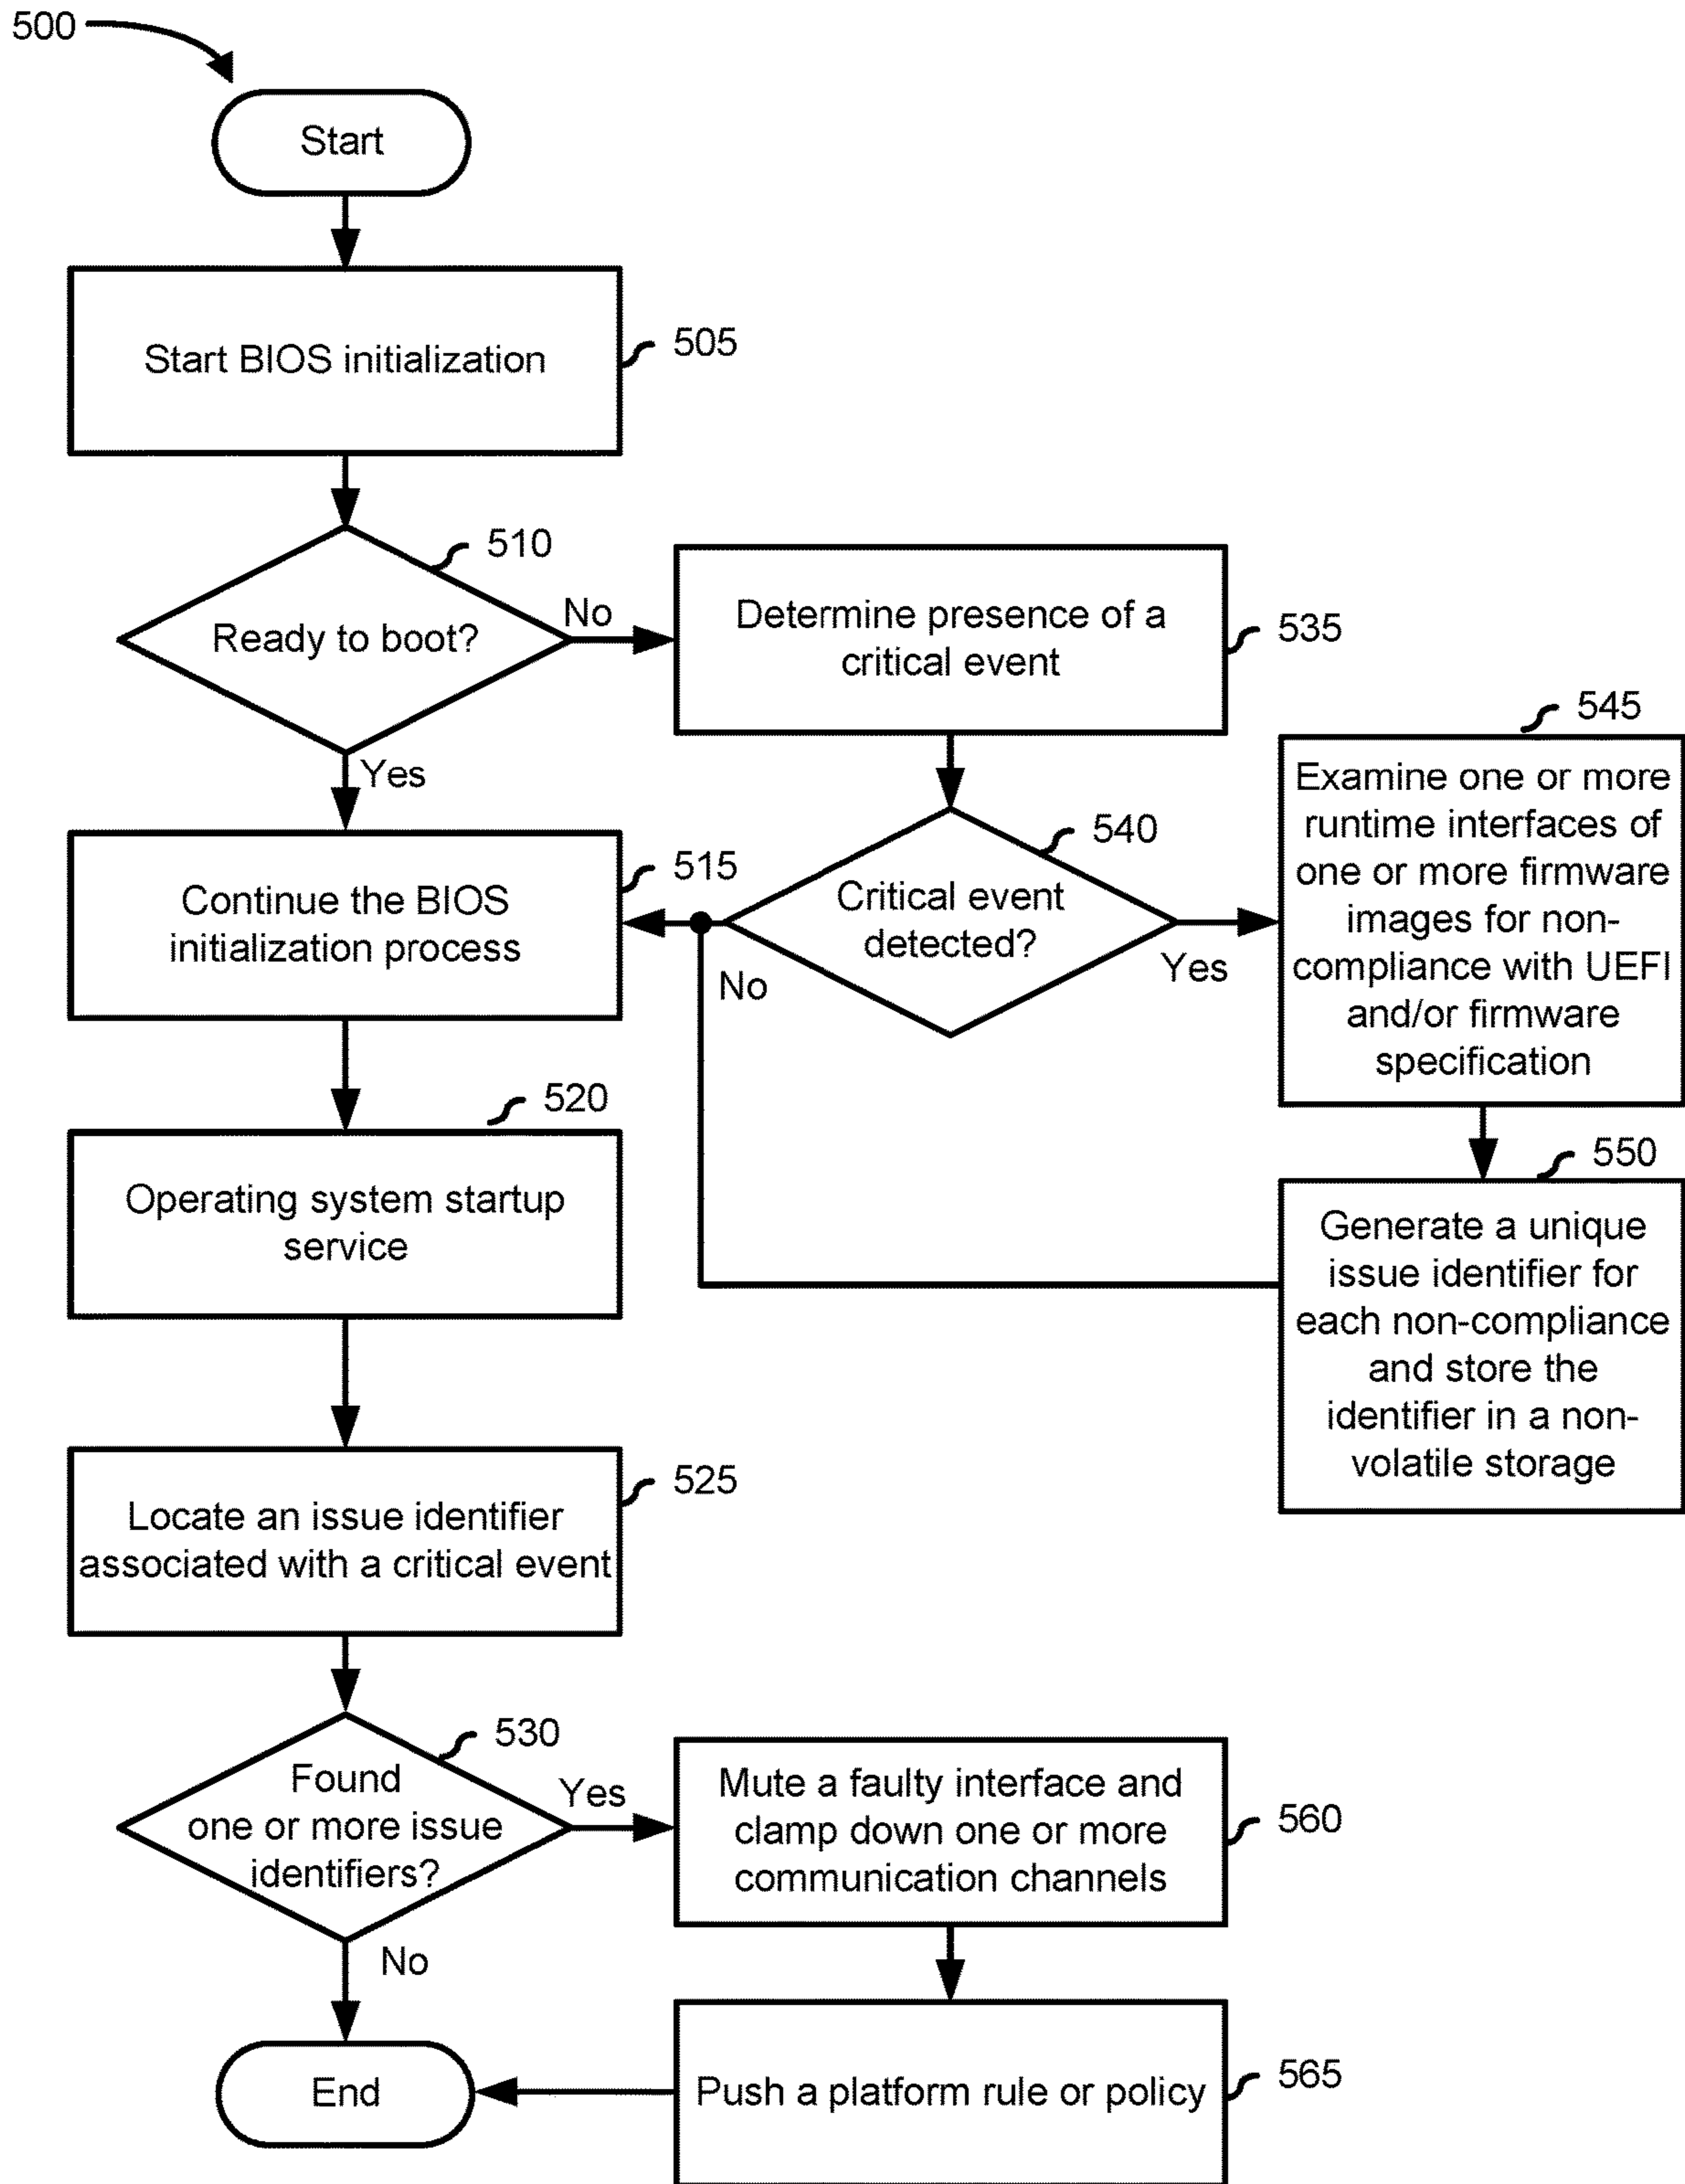 500
Start
Start BIOS initialization
505
510
Ready to boot?
No
Yes
Determine presence of a
critical event
535
540
Critical event
detected?
No
Yes
545
Examine one or more
runtime interfaces of
one or more firmware
images for non-
compliance with UEFI
and/or firmware
specification
550
Generate a unique
issue identifier for
each non-compliance
and store the
identifier in a non-
volatile storage
Continue the BIOS
initialization process
515
520
Operating system startup
service
Locate an issue identifier
associated with a critical event
525
530
Found
one or more issue
identifiers?
Yes
No
Mute a faulty interface and
clamp down one or more
communication channels
560
Push a platform rule or policy
565
End